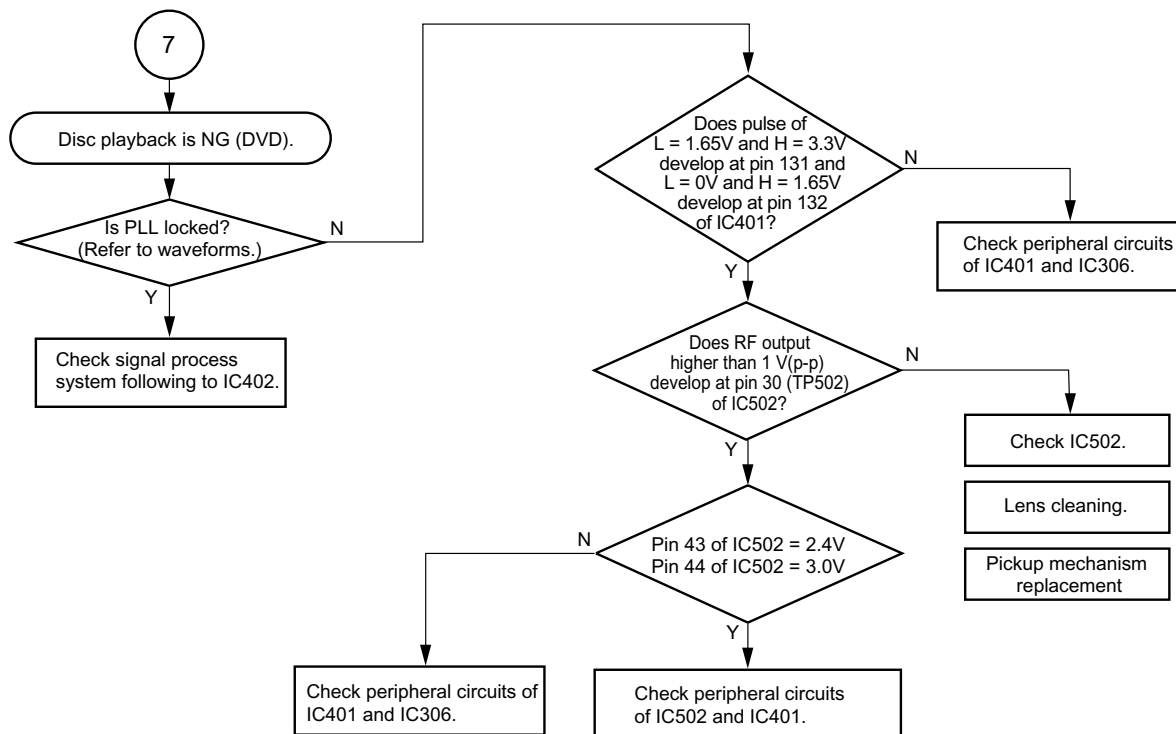 7
Disc playback is NG (DVD).
Is PLL locked?
(Refer to waveforms.)
N
Y
Check signal process
system following to IC402.
Does pulse of
L = 1.65V and H = 3.3V
develop at pin 131 and
L = 0V and H = 1.65V
develop at pin 132
of IC401?
N
Y
Check peripheral circuits
of IC401 and IC306.
Does RF output
higher than 1 V(p-p)
develop at pin 30 (TP502)
of IC502?
N
Y
Check IC502.
Lens cleaning.
Pickup mechanism
replacement
Pin 43 of IC502 = 2.4V
Pin 44 of IC502 = 3.0V
N
Y
Check peripheral circuits of
IC401 and IC306.
Check peripheral circuits
of IC502 and IC401.